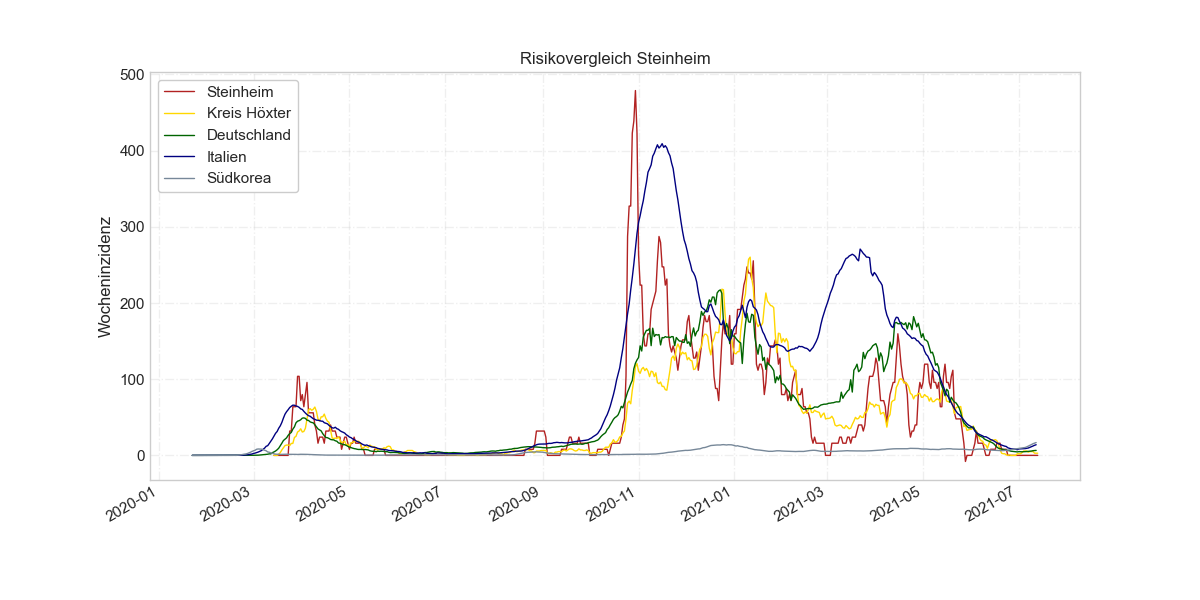 Risikovergleich Steinheim
Wocheninzidenz
500
400
300
200
100
0
Steinheim
Kreis Höxter
Deutschland
Italien
Südkorea
2020-01
2020-03
2020-05
2020-07
2020-09
2020-11
2021-01
2021-03
2021-05
2021-07